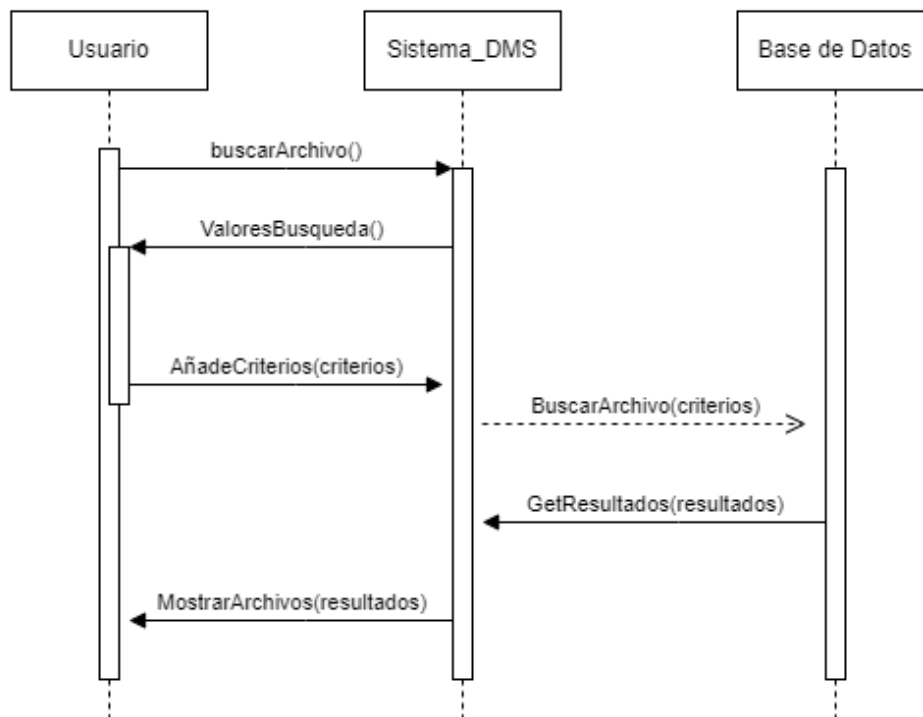 Usuario
Sistema_DMS
Base de Datos
buscarArchivo()
ValoresBusqueda()
AñadeCriterios(criterios)
BuscarArchivo(criterios)
GetResultados(resultados)
MostrarArchivos(resultados)